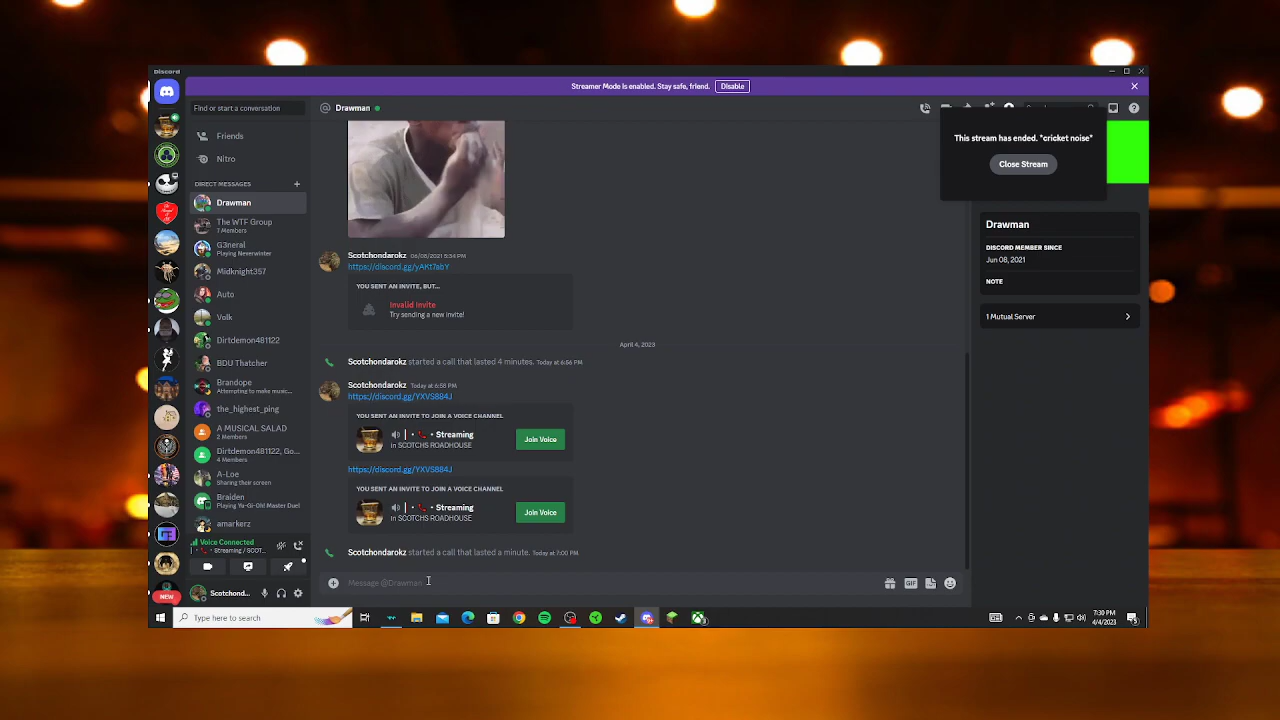 Discord
Streamer Mode is enabled. Stay safe, friend.
Disable
Find or start a conversation
Drawman
Friends
Nitro
DIRECT MESSAGES
Drawman
The WTF Group
7 Members
G3neral
Playing Neverwinter
Midknight357
Auto
Volk
Dirtdemon481122
BDU Thatcher
Brandope
Attempting to make music...
the_highest_ping
A MUSICAL SALAD
2 Members
Dirtdemon481122, Go...
4 Members
A-Loe
Sharing their screen
Braiden
Playing Yu-Gi-Oh! Master Duel
amarkerz
Voice Connected
Streaming / SCOT...
NEW
Scotchond...
Scotchondarokz 06/08/2021 5:54 PM
https://discord.gg/yAKt7abY
YOU SENT AN INVITE, BUT...
Invalid Invite
Try sending a new invite!
April 4, 2023
Scotchondarokz started a call that lasted 4 minutes. Today at 6:56 PM
Scotchondarokz Today at 6:58 PM
https://discord.gg/YXVS884J
YOU SENT AN INVITE TO JOIN A VOICE CHANNEL
Streaming
in SCOTCHS ROADHOUSE
Join Voice
https://discord.gg/YXVS884J
YOU SENT AN INVITE TO JOIN A VOICE CHANNEL
Streaming
in SCOTCHS ROADHOUSE
Join Voice
Scotchondarokz started a call that lasted a minute. Today at 7:00 PM
Message @Drawman
GIF
This stream has ended. *cricket noise*
Close Stream
Drawman
DISCORD MEMBER SINCE
Jun 08, 2021
NOTE
1 Mutual Server
Type here to search
7:30 PM
4/4/2023